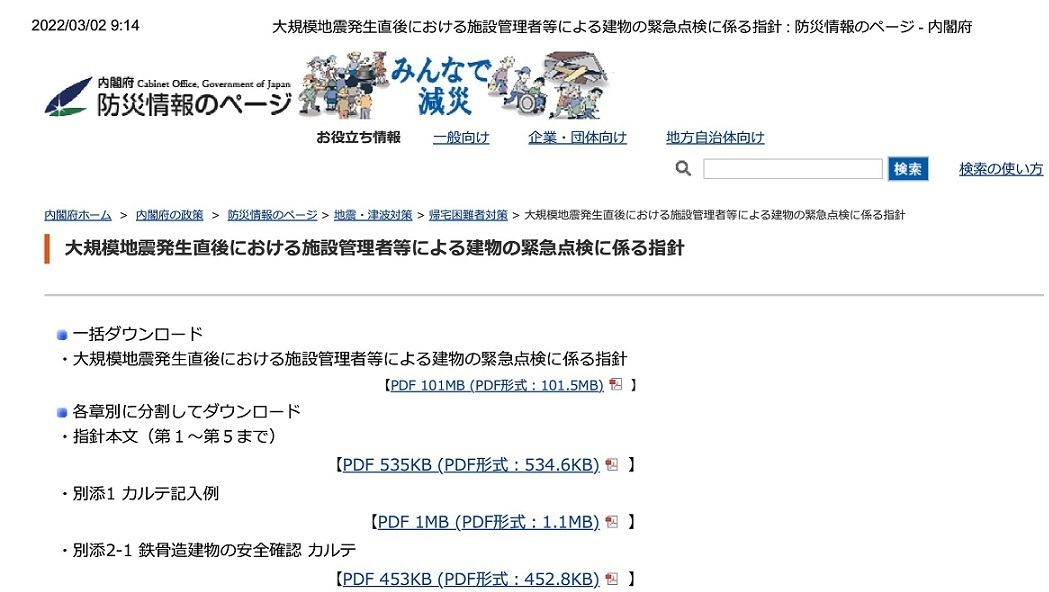 2022/03/02 9:14 大規模地震発生直後における施設管理者等による建物の緊急点検に係る指針 : 防災情報のページ - 内閣府
内閣府 Cabinet Office, Government of Japan
防災情報のページ
みんなで
減災
お役立ち情報 一般向け 企業・団体向け 地方自治体向け
検索 検索の使い方
内閣府ホーム > 内閣府の政策 > 防災情報のページ > 地震・津波対策 > 帰宅困難者対策 > 大規模地震発生直後における施設管理者等による建物の緊急点検に係る指針
大規模地震発生直後における施設管理者等による建物の緊急点検に係る指針
一括ダウンロード
・大規模地震発生直後における施設管理者等による建物の緊急点検に係る指針
【PDF 101MB (PDF形式：101.5MB) 】
各章別に分割してダウンロード
・指針本文（第１～第５まで）
【PDF 535KB (PDF形式：534.6KB) 】
・別添1 カルテ記入例
【PDF 1MB (PDF形式：1.1MB) 】
・別添2-1 鉄骨造建物の安全確認 カルテ
【PDF 453KB (PDF形式：452.8KB) 】